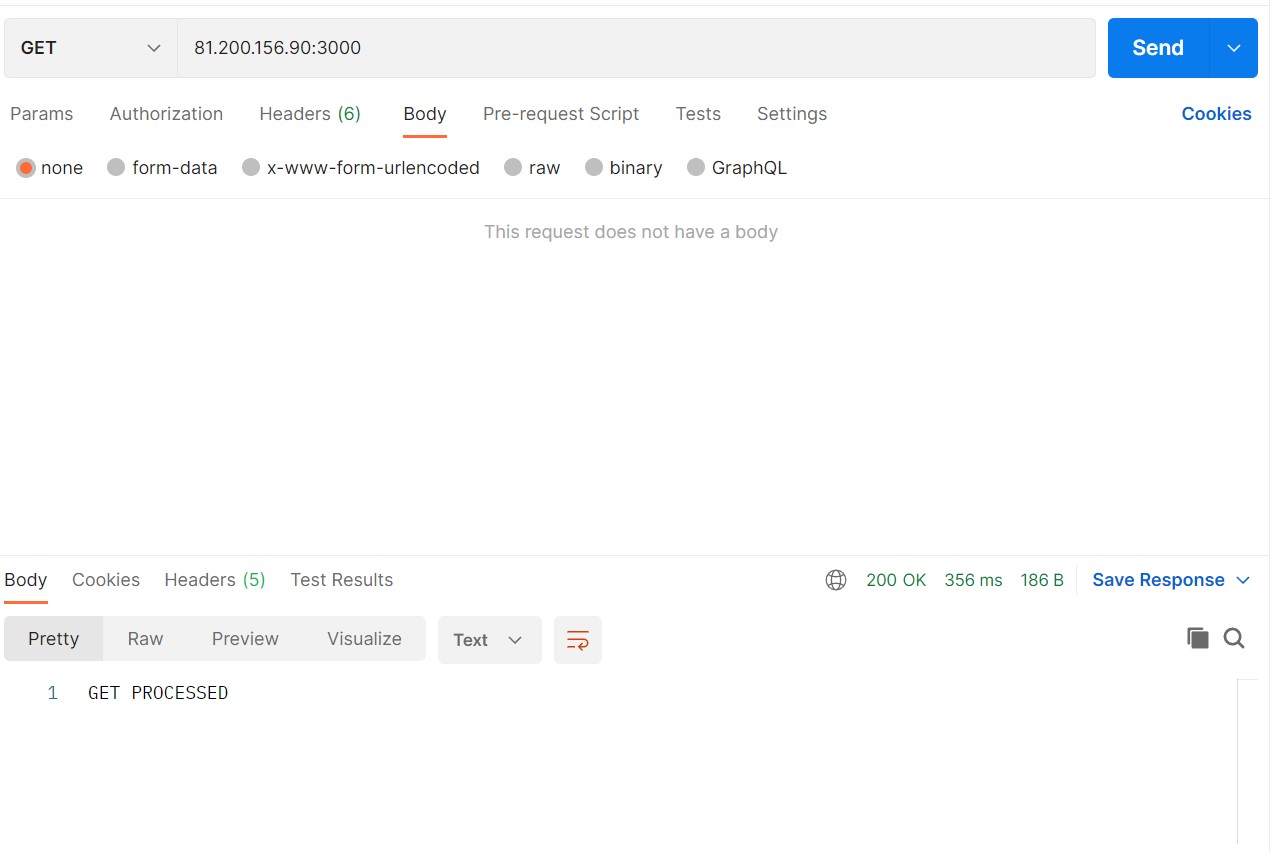 GET 81.200.156.90:3000 Send
Params Authorization Headers (6) Body Pre-request Script Tests Settings Cookies
none form-data x-www-form-urlencoded raw binary GraphQL
This request does not have a body
Body Cookies Headers (5) Test Results 200 OK 356 ms 186 B Save Response
Pretty Raw Preview Visualize Text
1 GET PROCESSED